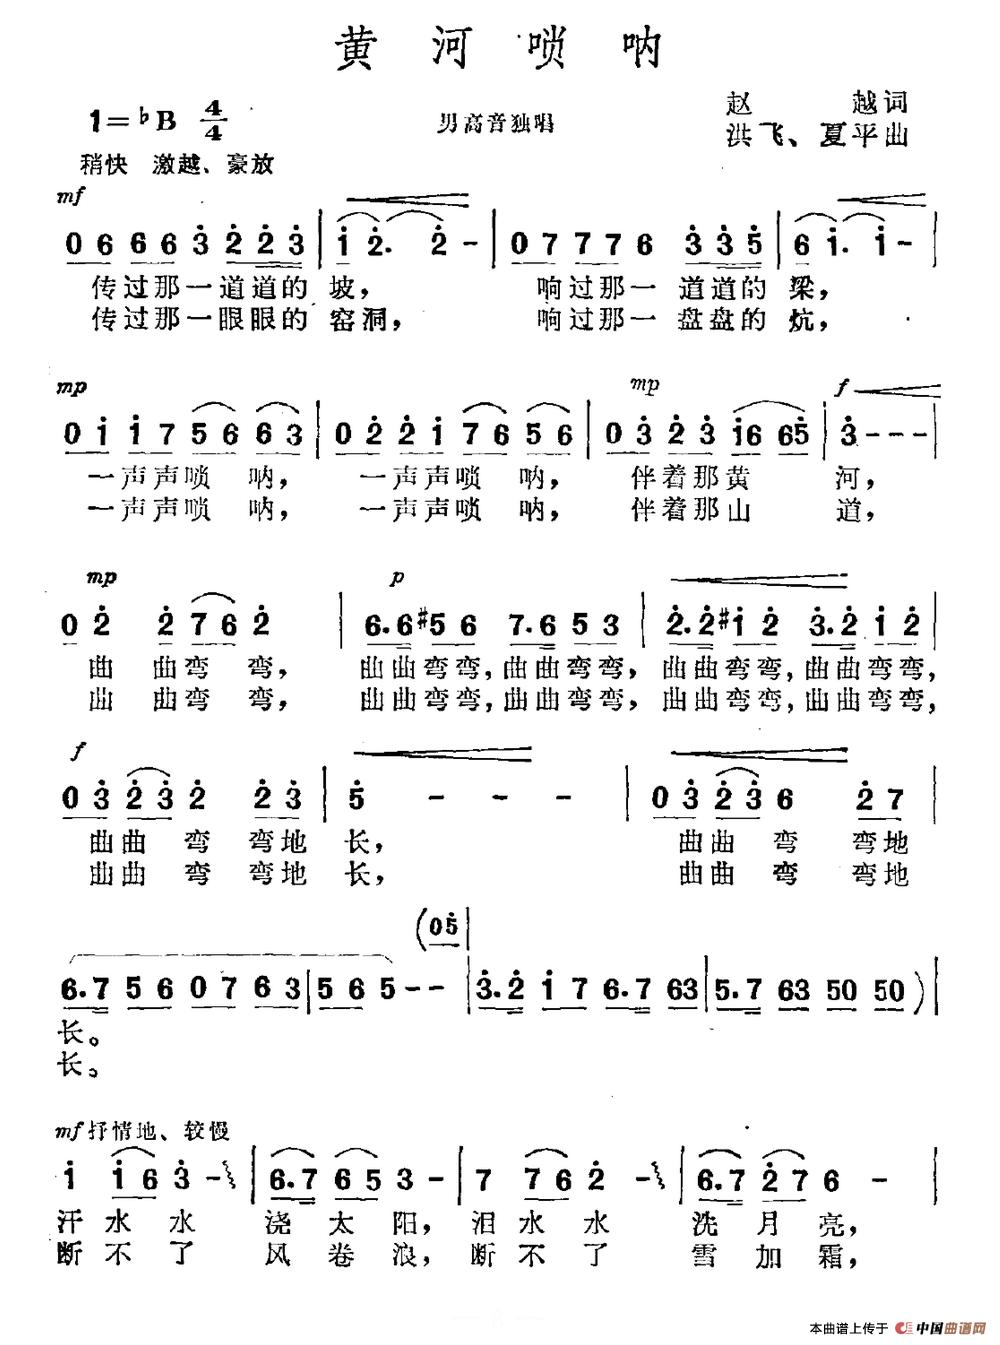 黄河唢呐
1=♭B 4/4
男高音独唱
赵越词
洪飞、夏平曲
稍快 激越、豪放
mf
0 6 6 6 3̇ 2̇ 2̇ 3̇ | 1̇ 2̇. 2̇ - | 0 7 7 7 6 3̇ 3̇ 5̇ | 6 1̇. 1̇ - |
传过那一道道的坡， 响过那一道道的梁，
传过那一眼眼的窑洞， 响过那一盘盘的炕，
mp mp f
0 1̇ 1̇ 7 5 6 6 3 | 0 2̇ 2̇ 1̇ 7 6 5 6 | 0 3̇ 2̇ 3̇ 1̇6 65̇ | 3̇ - - - |
一声声唢呐， 一声声唢呐， 伴着那黄河，
一声声唢呐， 一声声唢呐， 伴着那山道，
mp p
0 2̇ 2̇ 7 6 2̇ | 6. 6 #5 6 7. 6 5 3 | 2̇. 2̇ #1̇ 2̇ 3̇. 2̇ 1̇ 2̇ |
曲曲弯弯， 曲曲弯弯，曲曲弯弯， 曲曲弯弯，曲曲弯弯，
曲曲弯弯， 曲曲弯弯，曲曲弯弯， 曲曲弯弯，曲曲弯弯，
f
0 3̇ 2̇ 3̇ 2̇ 2̇ 3̇ | 5̇ - - - | 0 3̇ 2̇ 3̇ 6 2̇ 7 |
曲曲弯弯地长， 曲曲弯弯地
曲曲弯弯地长， 曲曲弯弯地
(0 5̇ |
6. 7 5 6 0 7 6 3 | 5 6 5 - - | 3̇. 2̇ 1̇ 7 6. 7 63 | 5. 7 63 50 50 ) |
长。
长。
mf 抒情地、较慢
1̇ 1̇ 6 3̇ - | 6. 7 6 5 3 - | 7 7 6 2̇ - | 6. 7 2̇ 7 6 - |
汗水水浇太阳，泪水水洗月亮，
断不了风卷浪，断不了雪加霜，
本曲谱上传于 中国曲谱网